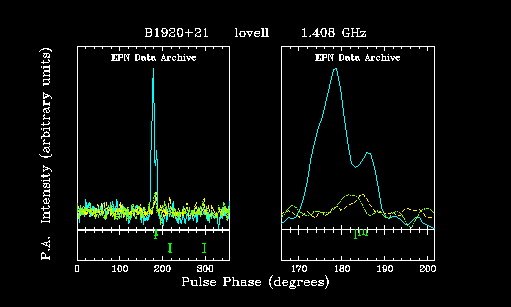 B1920+21 lovell 1.408 GHz
EPN Data Archive EPN Data Archive
P.A. Intensity (arbitrary units)
0 100 200 300 170 180 190 200
Pulse Phase (degrees)